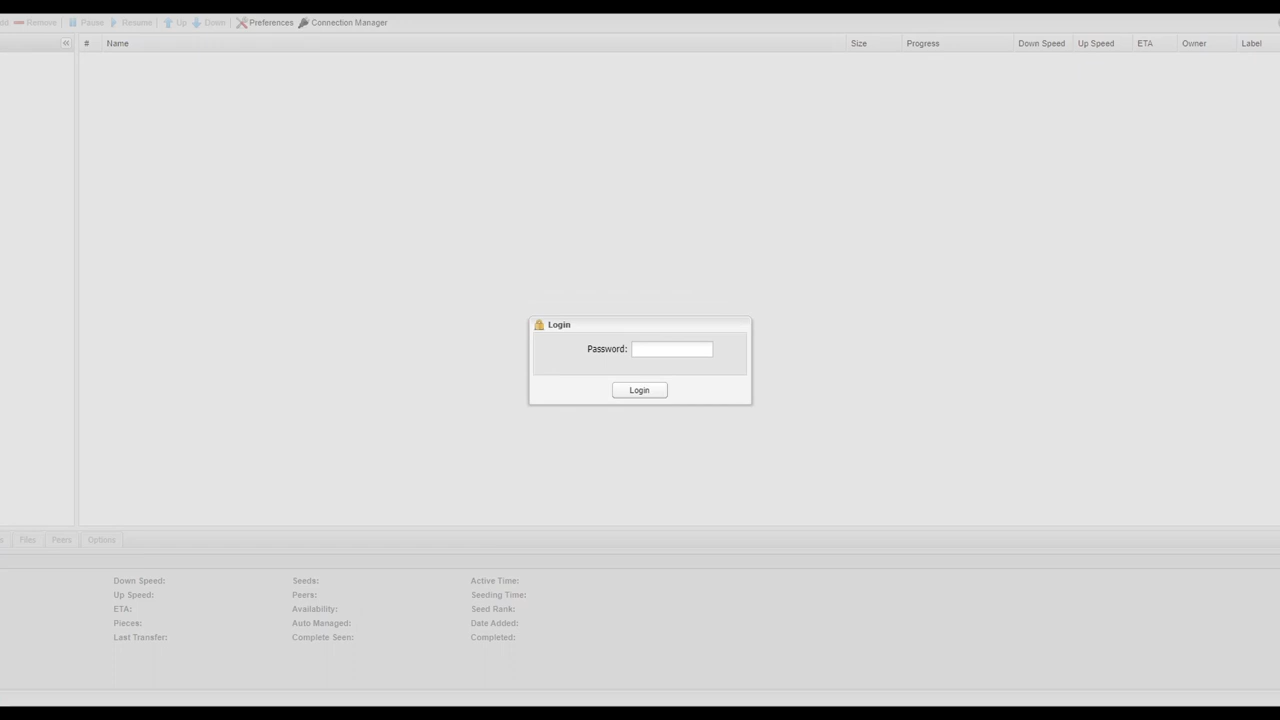 dd Remove Pause Resume Up Down Preferences Connection Manager
« # Name Size Progress Down Speed Up Speed ETA Owner Label
Login
Password:
Login
s Files Peers Options
Down Speed: Seeds: Active Time:
Up Speed: Peers: Seeding Time:
ETA: Availability: Seed Rank:
Pieces: Auto Managed: Date Added:
Last Transfer: Complete Seen: Completed: